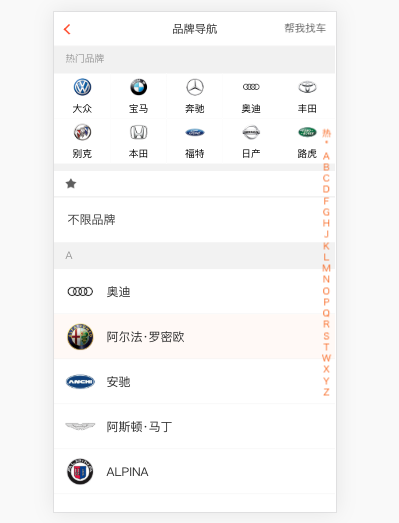 品牌导航 帮我找车
热门品牌
大众 宝马 奔驰 奥迪 丰田
别克 本田 福特 日产 路虎
★
不限品牌
A
奥迪
阿尔法·罗密欧
ANCHI 安驰
阿斯顿·马丁
ALPINA
热
*
A
B
C
D
F
G
H
J
K
L
M
N
O
P
Q
R
S
T
W
X
Y
Z